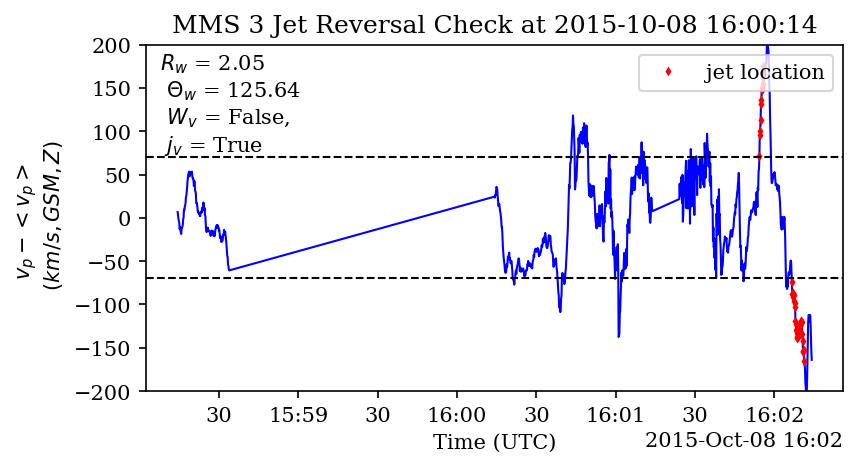 MMS 3 Jet Reversal Check at 2015-10-08 16:00:14
R_w = 2.05
Θ_w = 125.64
W_v = False,
j_v = True
jet location
v_p − <v_p>
(km/s, GSM, Z)
200
150
100
50
0
−50
−100
−150
−200
30 15:59 30 16:00 30 16:01 30 16:02
Time (UTC)
2015-Oct-08 16:02